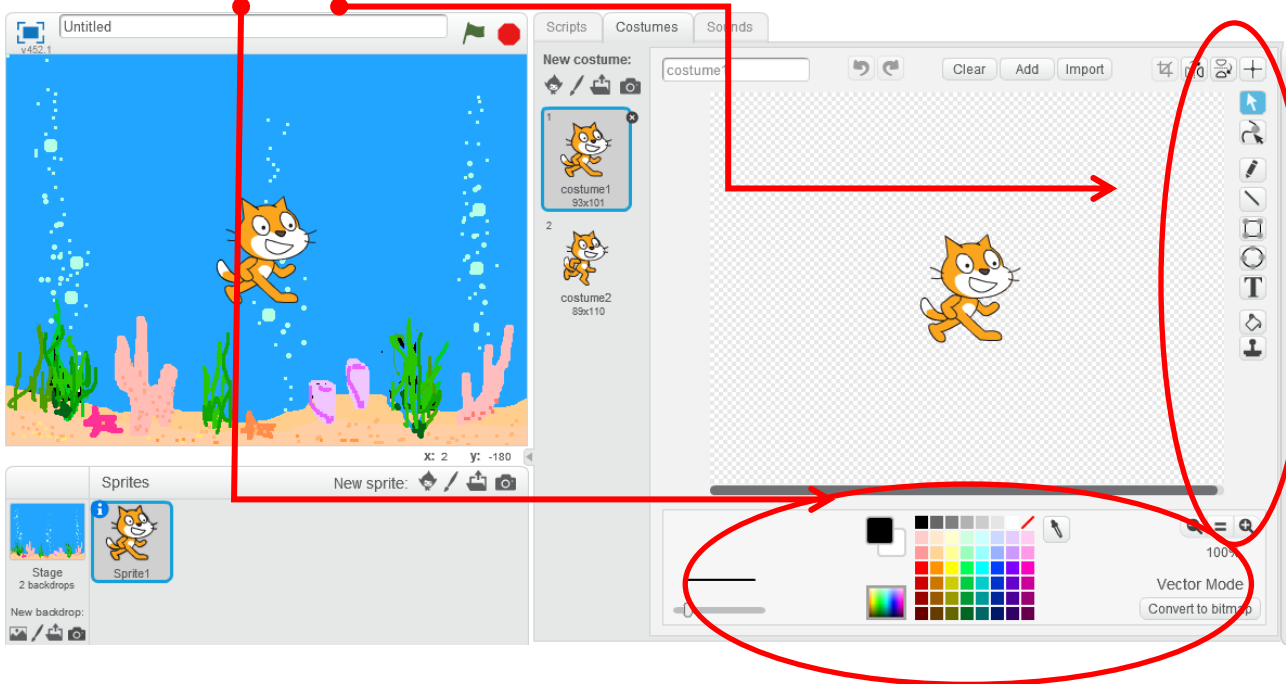 Untitled
v452.1
Scripts
Costumes
Sounds
New costume:
costume1
Clear
Add
Import
1
costume1
93x101
2
costume2
89x110
T
X: 2 y: -180
Sprites
New sprite:
Stage
2 backdrops
Sprite1
New backdrop:
100%
Vector Mode
Convert to bitmap